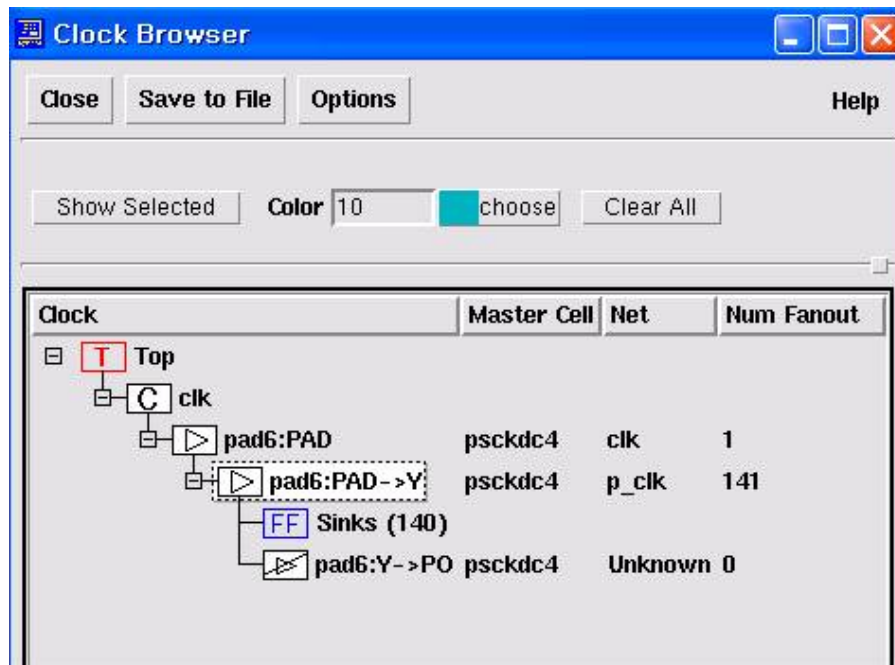 Clock Browser
Close Save to File Options Help
Show Selected Color 10 choose Clear All
Clock Master Cell Net Num Fanout
T Top
C clk
pad6:PAD psckdc4 clk 1
pad6:PAD->Y psckdc4 p_clk 141
FF Sinks (140)
pad6:Y->PO psckdc4 Unknown 0